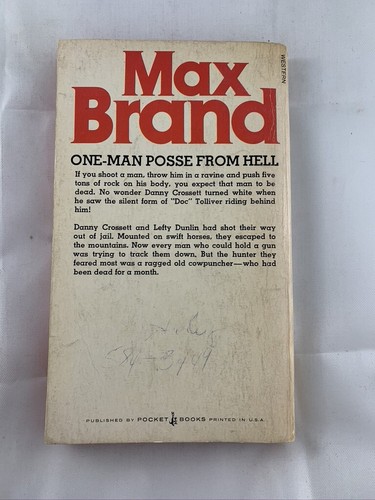 WESTERN
Max
Brand
ONE-MAN POSSE FROM HELL
If you shoot a man, throw him in a ravine and push five
tons of rock on his body, you expect that man to be
dead. No wonder Danny Crossett turned white when
he saw the silent form of "Doc" Tolliver riding behind
him!
Danny Crossett and Lefty Dunlin had shot their way
out of jail. Mounted on swift horses, they escaped to
the mountains. Now every man who could hold a gun
was trying to track them down. But the hunter they
feared most was a ragged old cowpuncher—who had
been dead for a month.
PUBLISHED BY POCKET BOOKS PRINTED IN U.S.A.